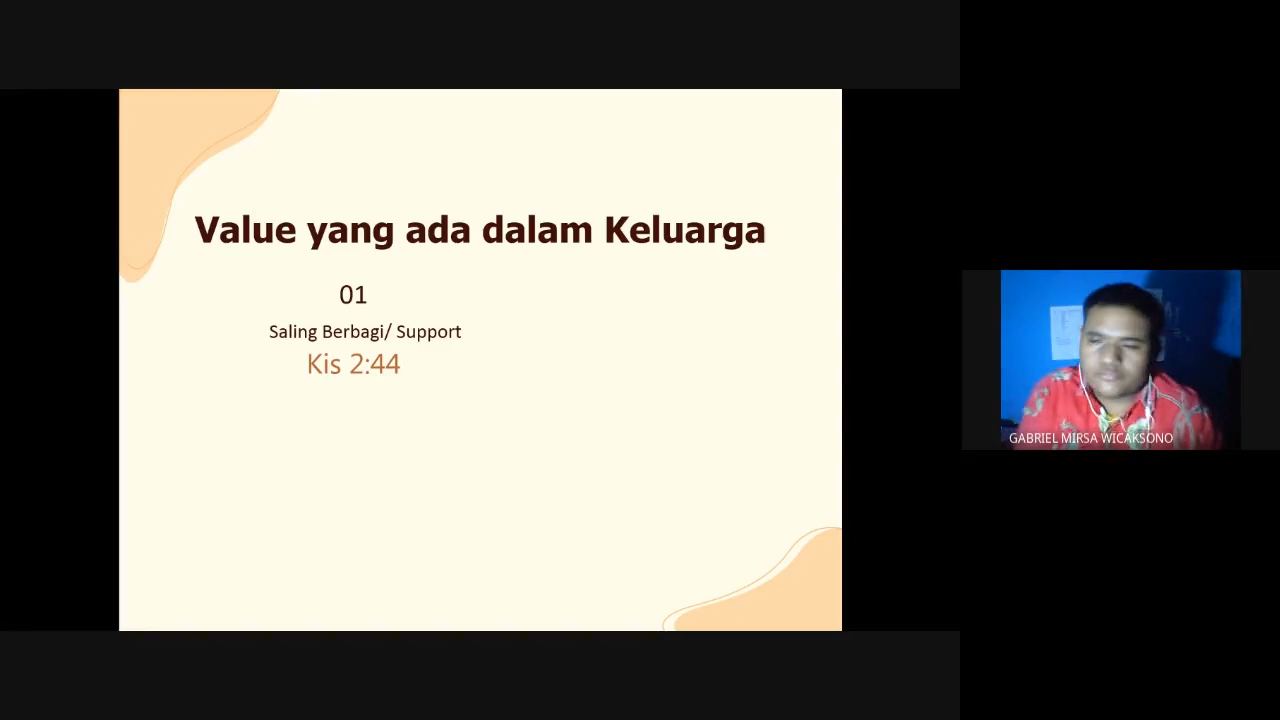 Value yang ada dalam Keluarga
01
Saling Berbagi/ Support
Kis 2:44
GABRIEL MIRSA WICAKSONO